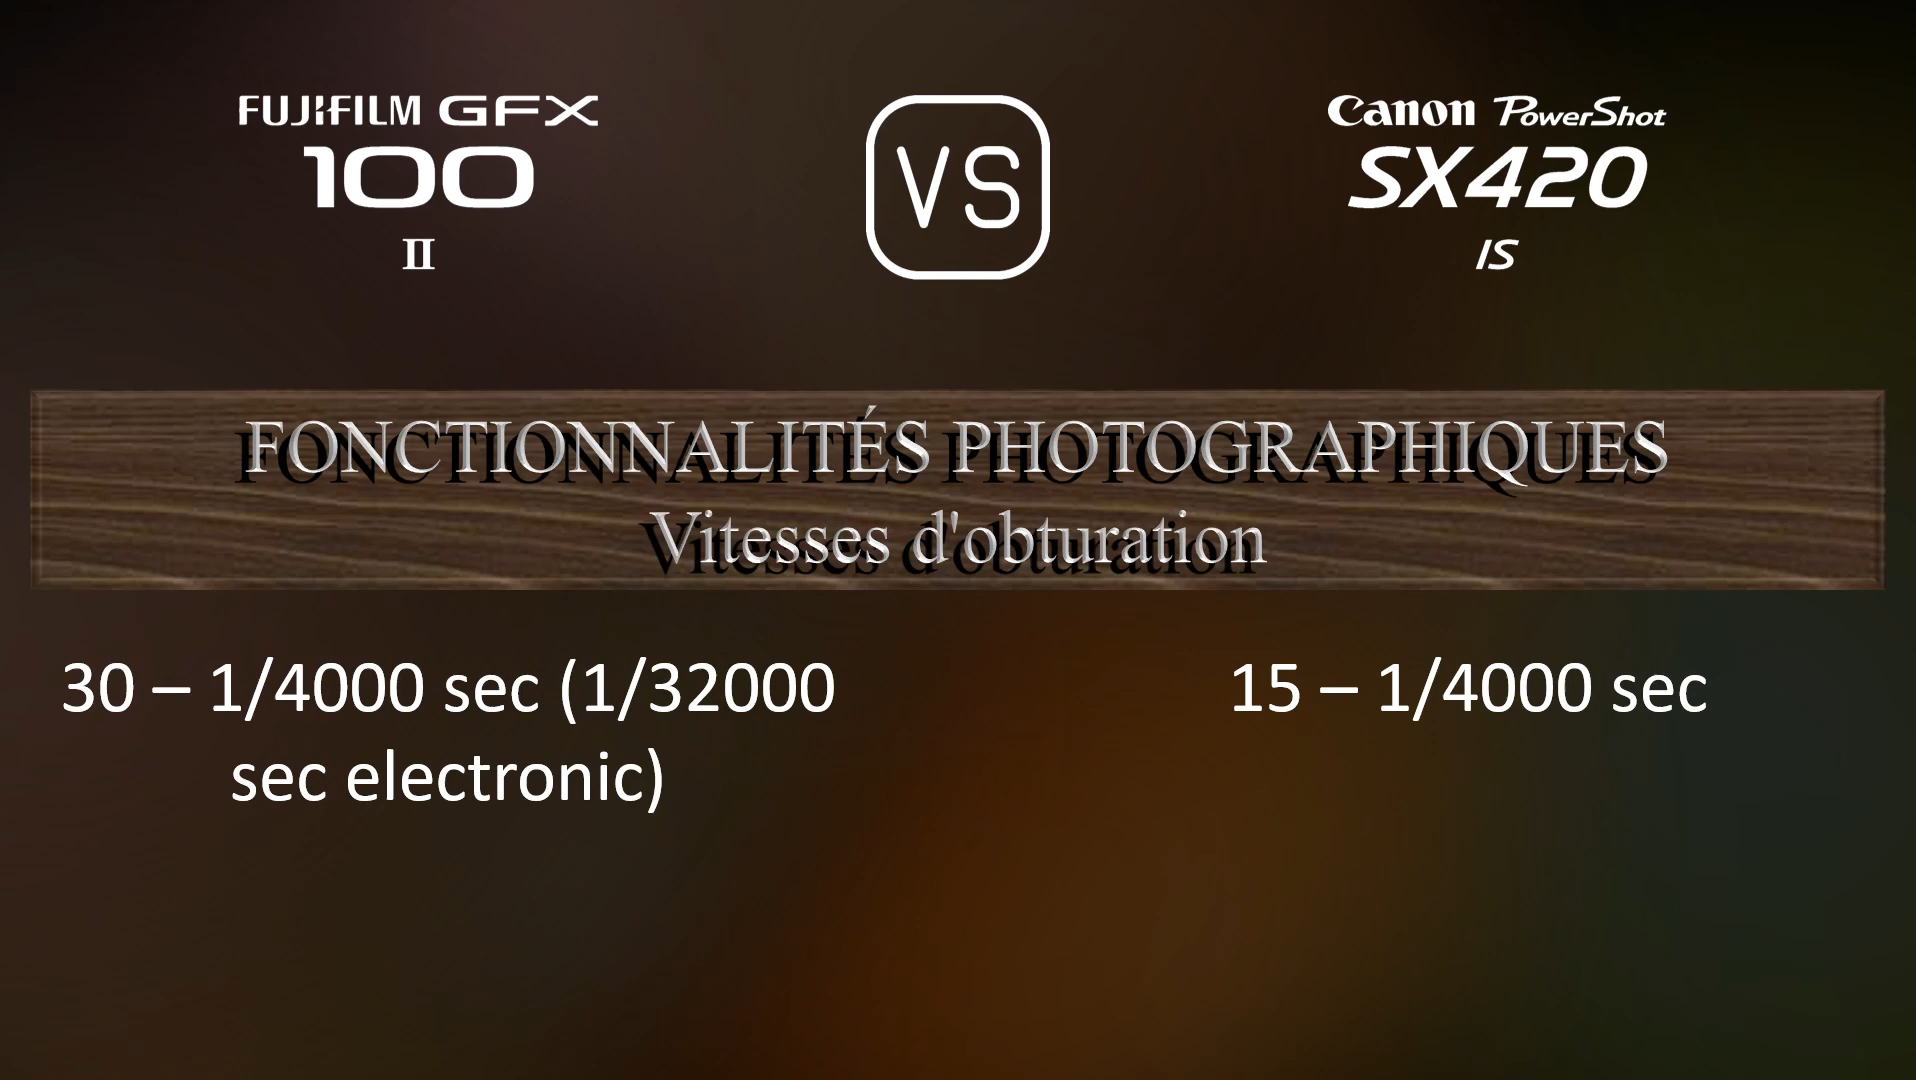 FUJIFILM GFX
100
II
VS
Canon PowerShot
SX420
IS
FONCTIONNALITÉS PHOTOGRAPHIQUES
Vitesses d'obturation
30 – 1/4000 sec (1/32000
sec electronic)
15 – 1/4000 sec